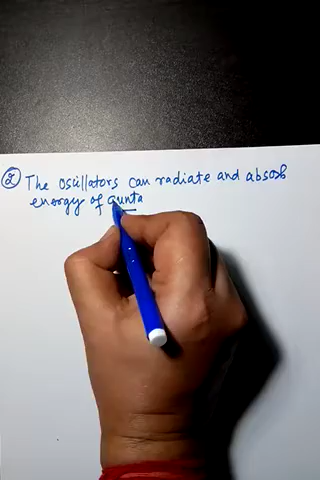 ② The oscillators can radiate and absorb
energy of qunta